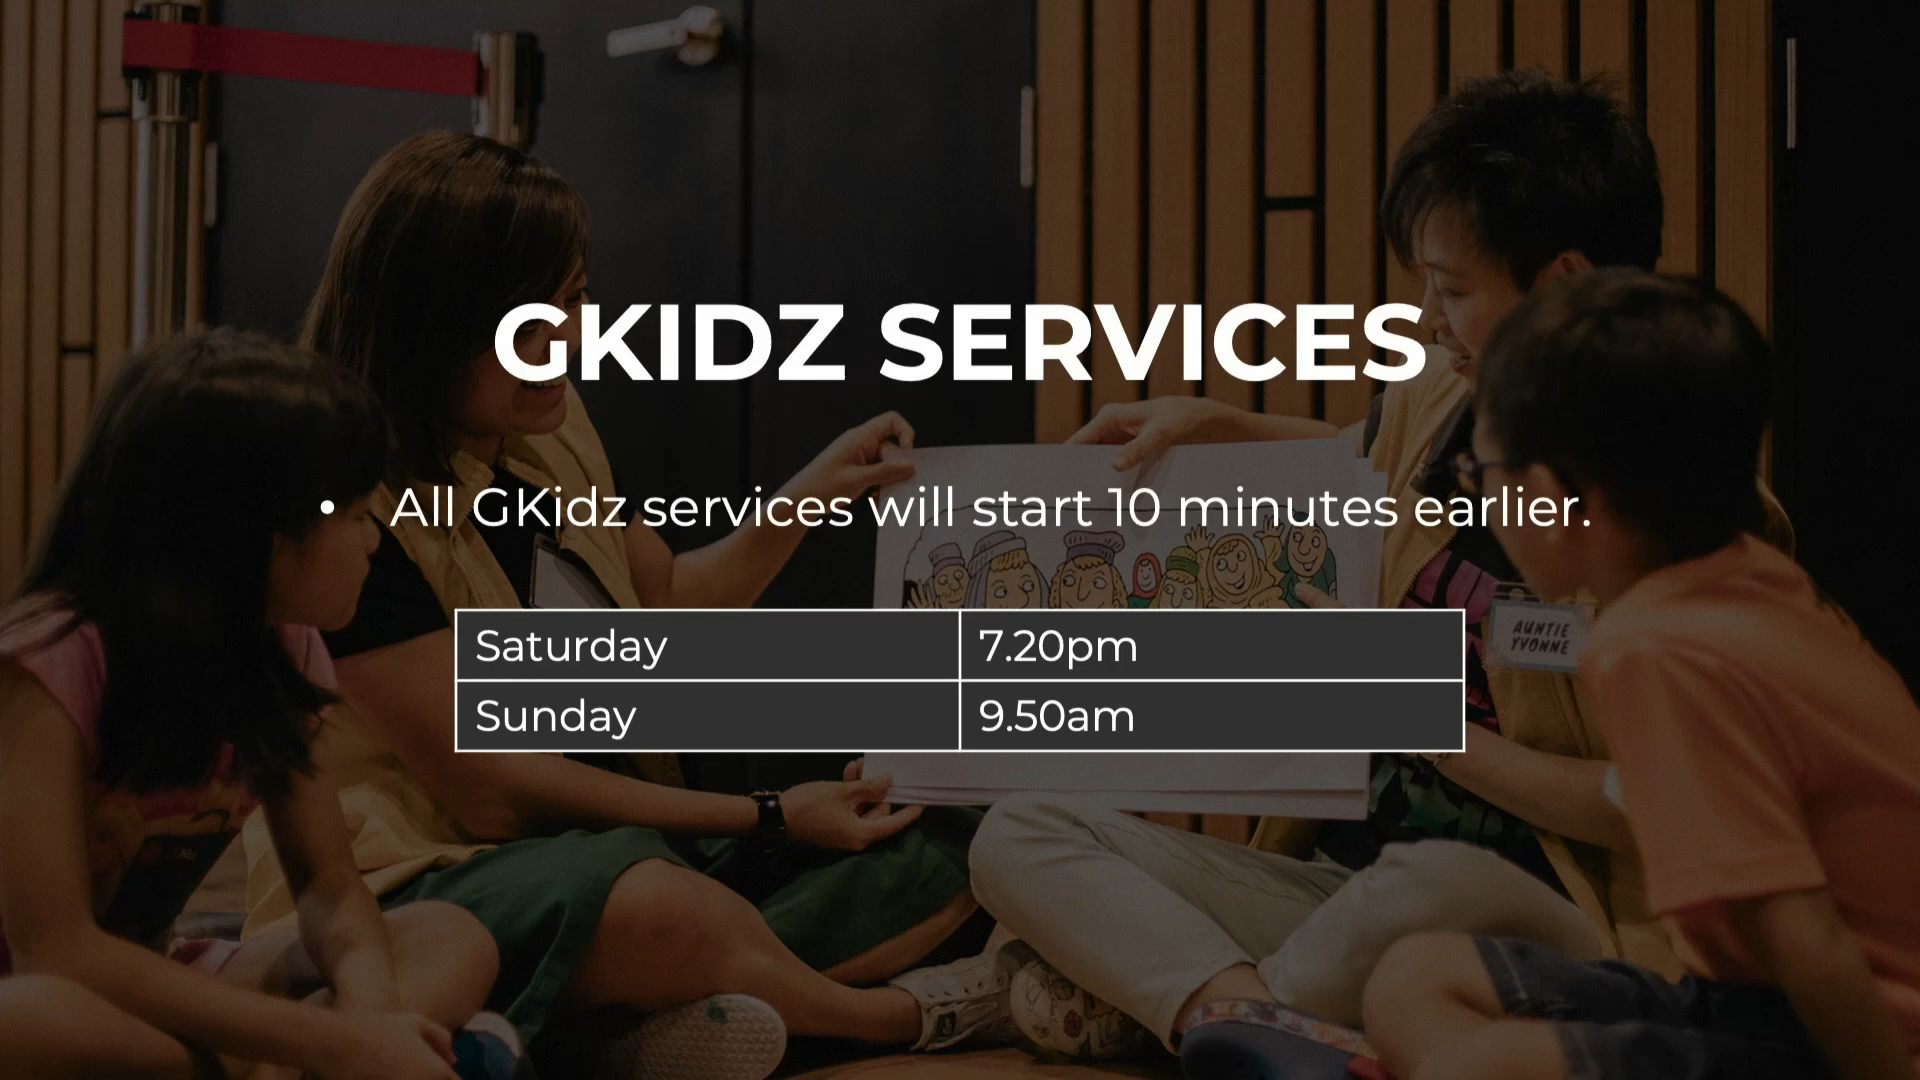 GKIDZ SERVICES
• All GKidz services will start 10 minutes earlier.
Saturday 7.20pm
Sunday 9.50am
AUNTIE
YVONNE